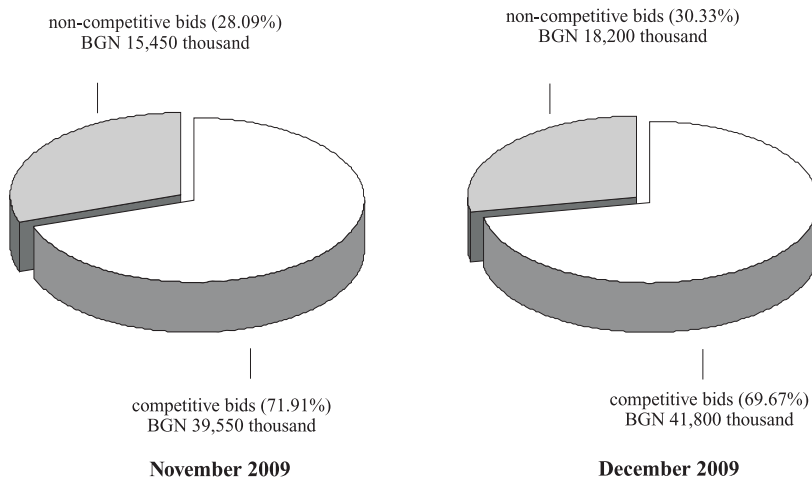 non-competitive bids (28.09%)
BGN 15,450 thousand
non-competitive bids (30.33%)
BGN 18,200 thousand
competitive bids (71.91%)
BGN 39,550 thousand
competitive bids (69.67%)
BGN 41,800 thousand
November 2009
December 2009